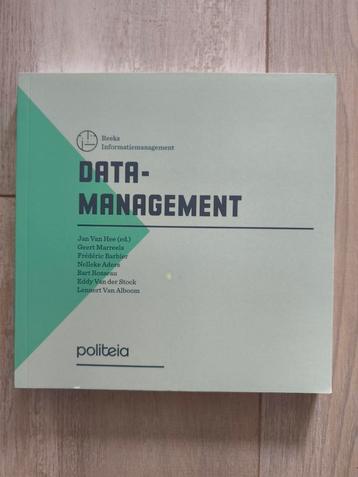 Reeks
Informatiemanagement
DATA-
MANAGEMENT
Jan Van Hee (ed.)
Geert Marreels
Frédéric Barbier
Nelleke Aders
Bart Rosseau
Eddy Van der Stock
Lennert Van Alboom
politeia